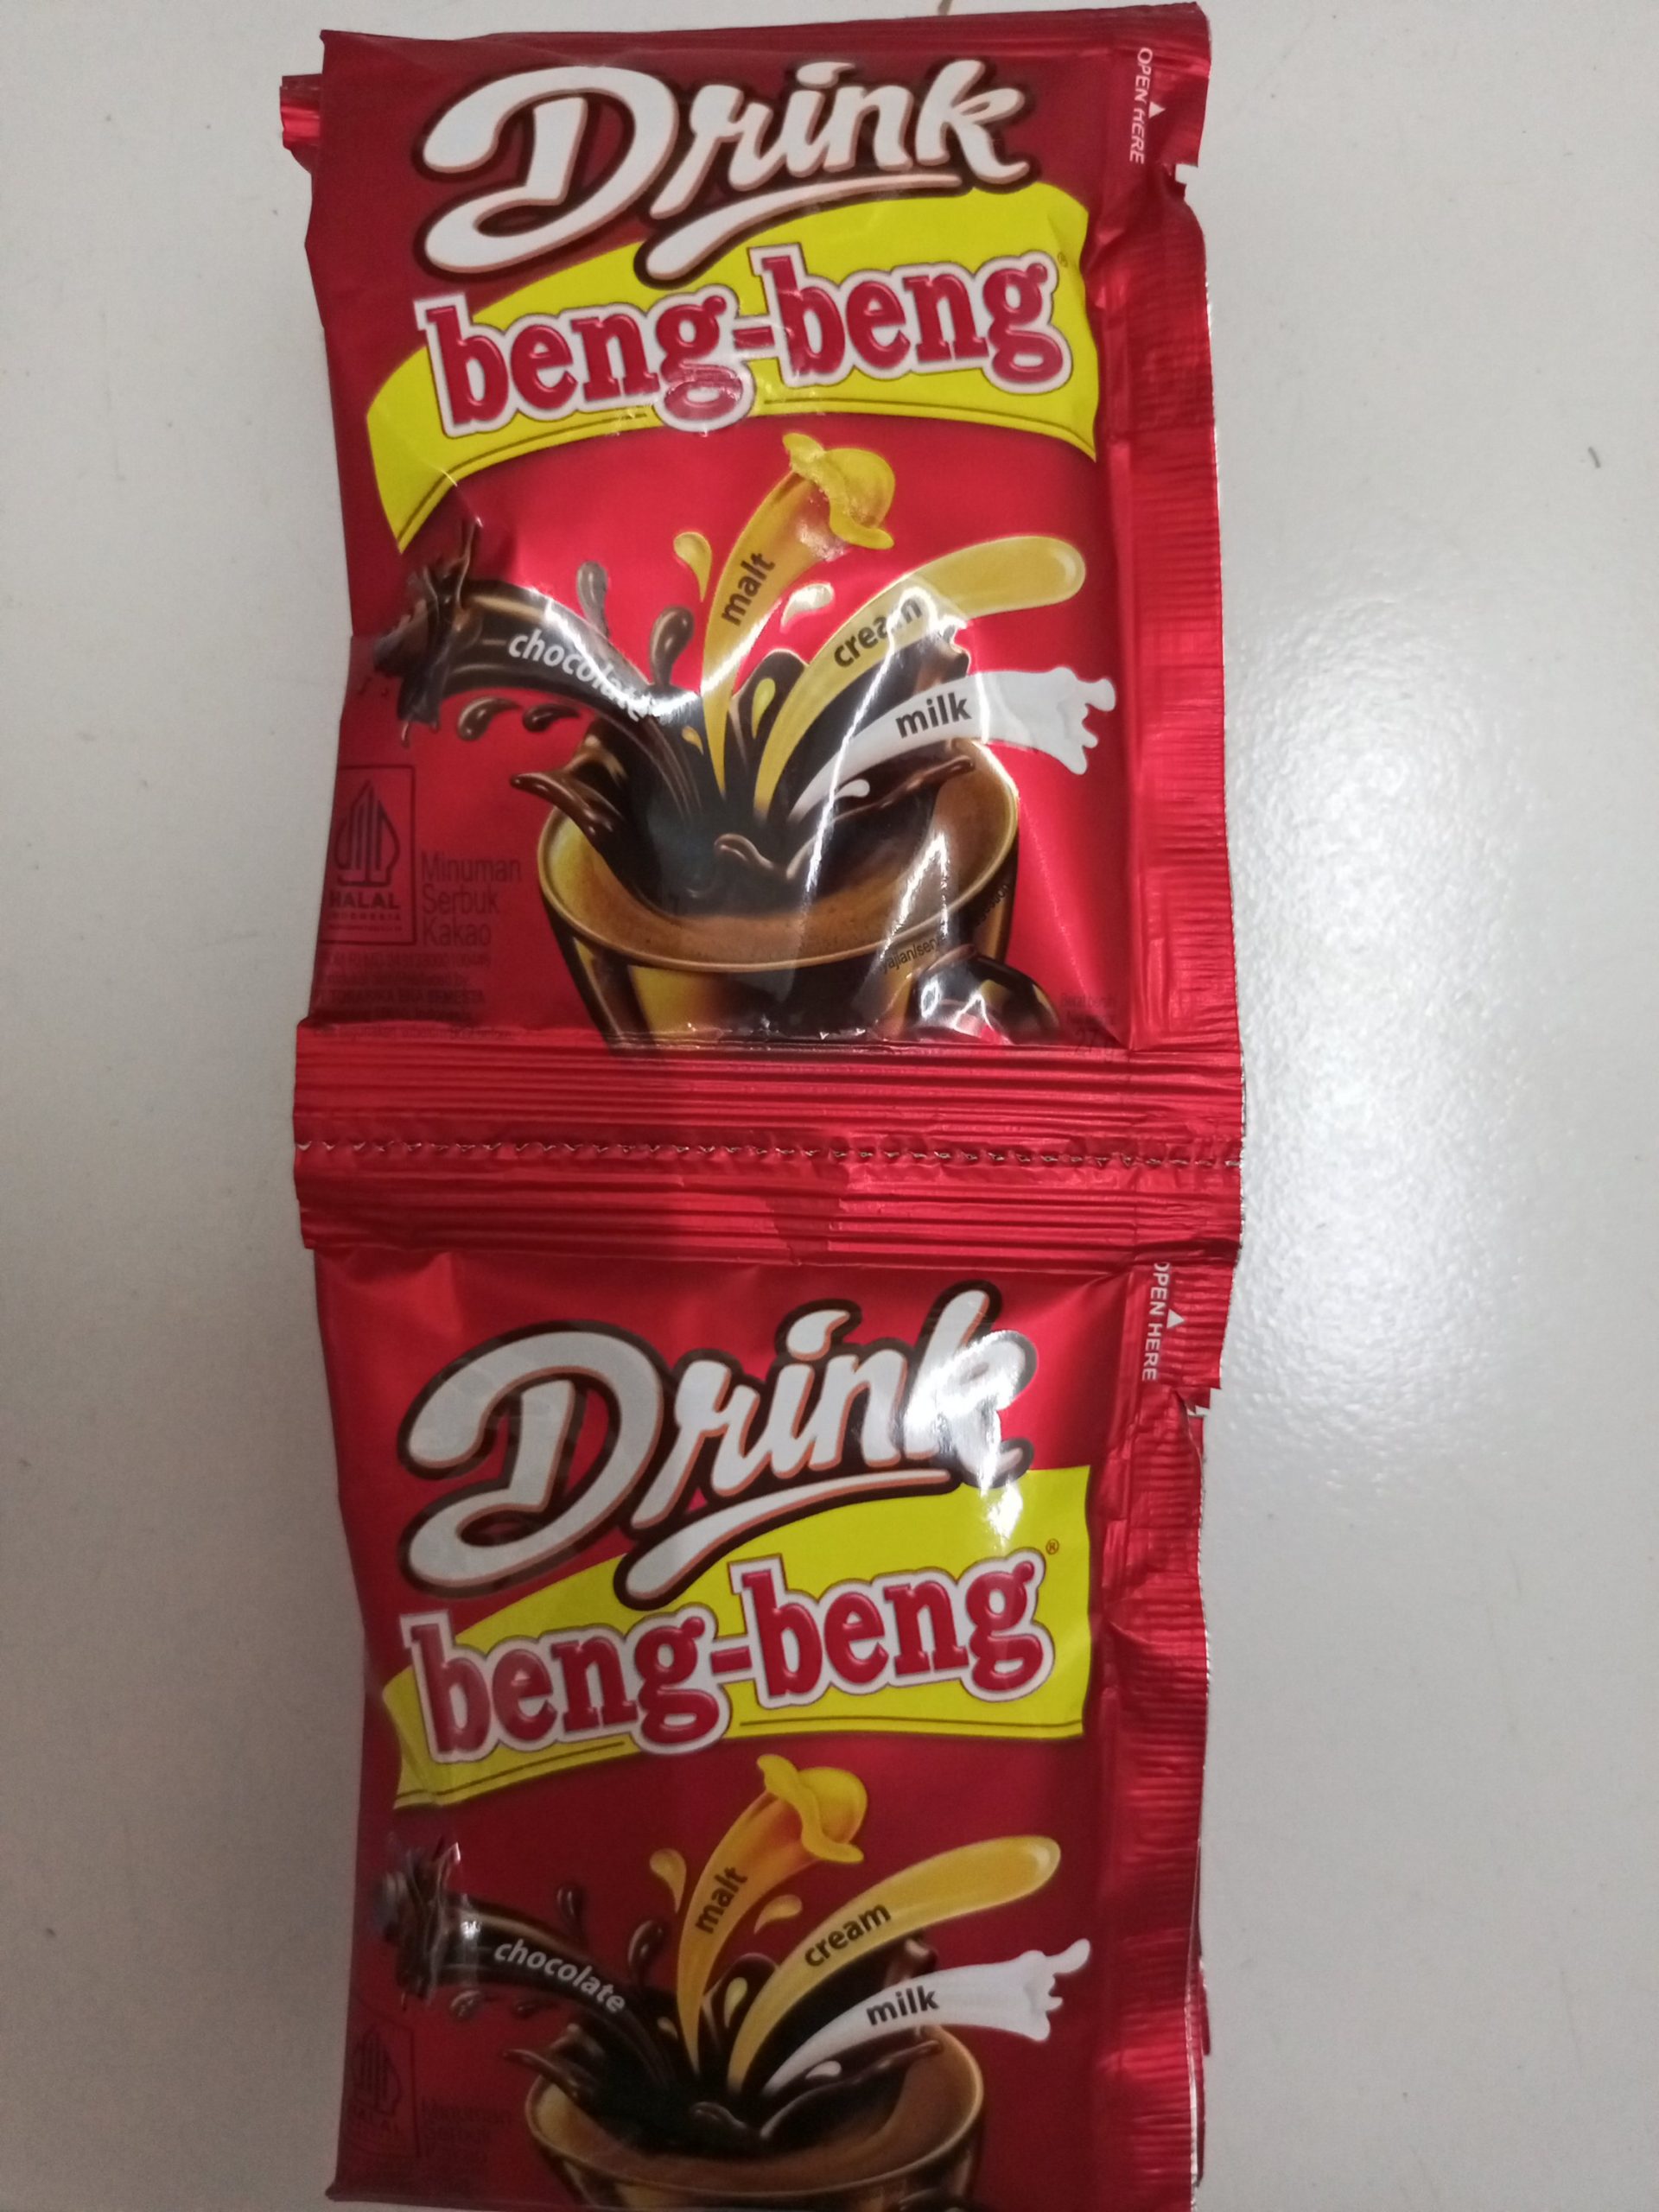 Drink
OPEN HERE
beng-beng®
malt
chocolate
cream
milk
HALAL
INDONESIA
Minuman
Serbuk
Kakao
Drink
OPEN HERE
beng-beng®
malt
chocolate
cream
milk